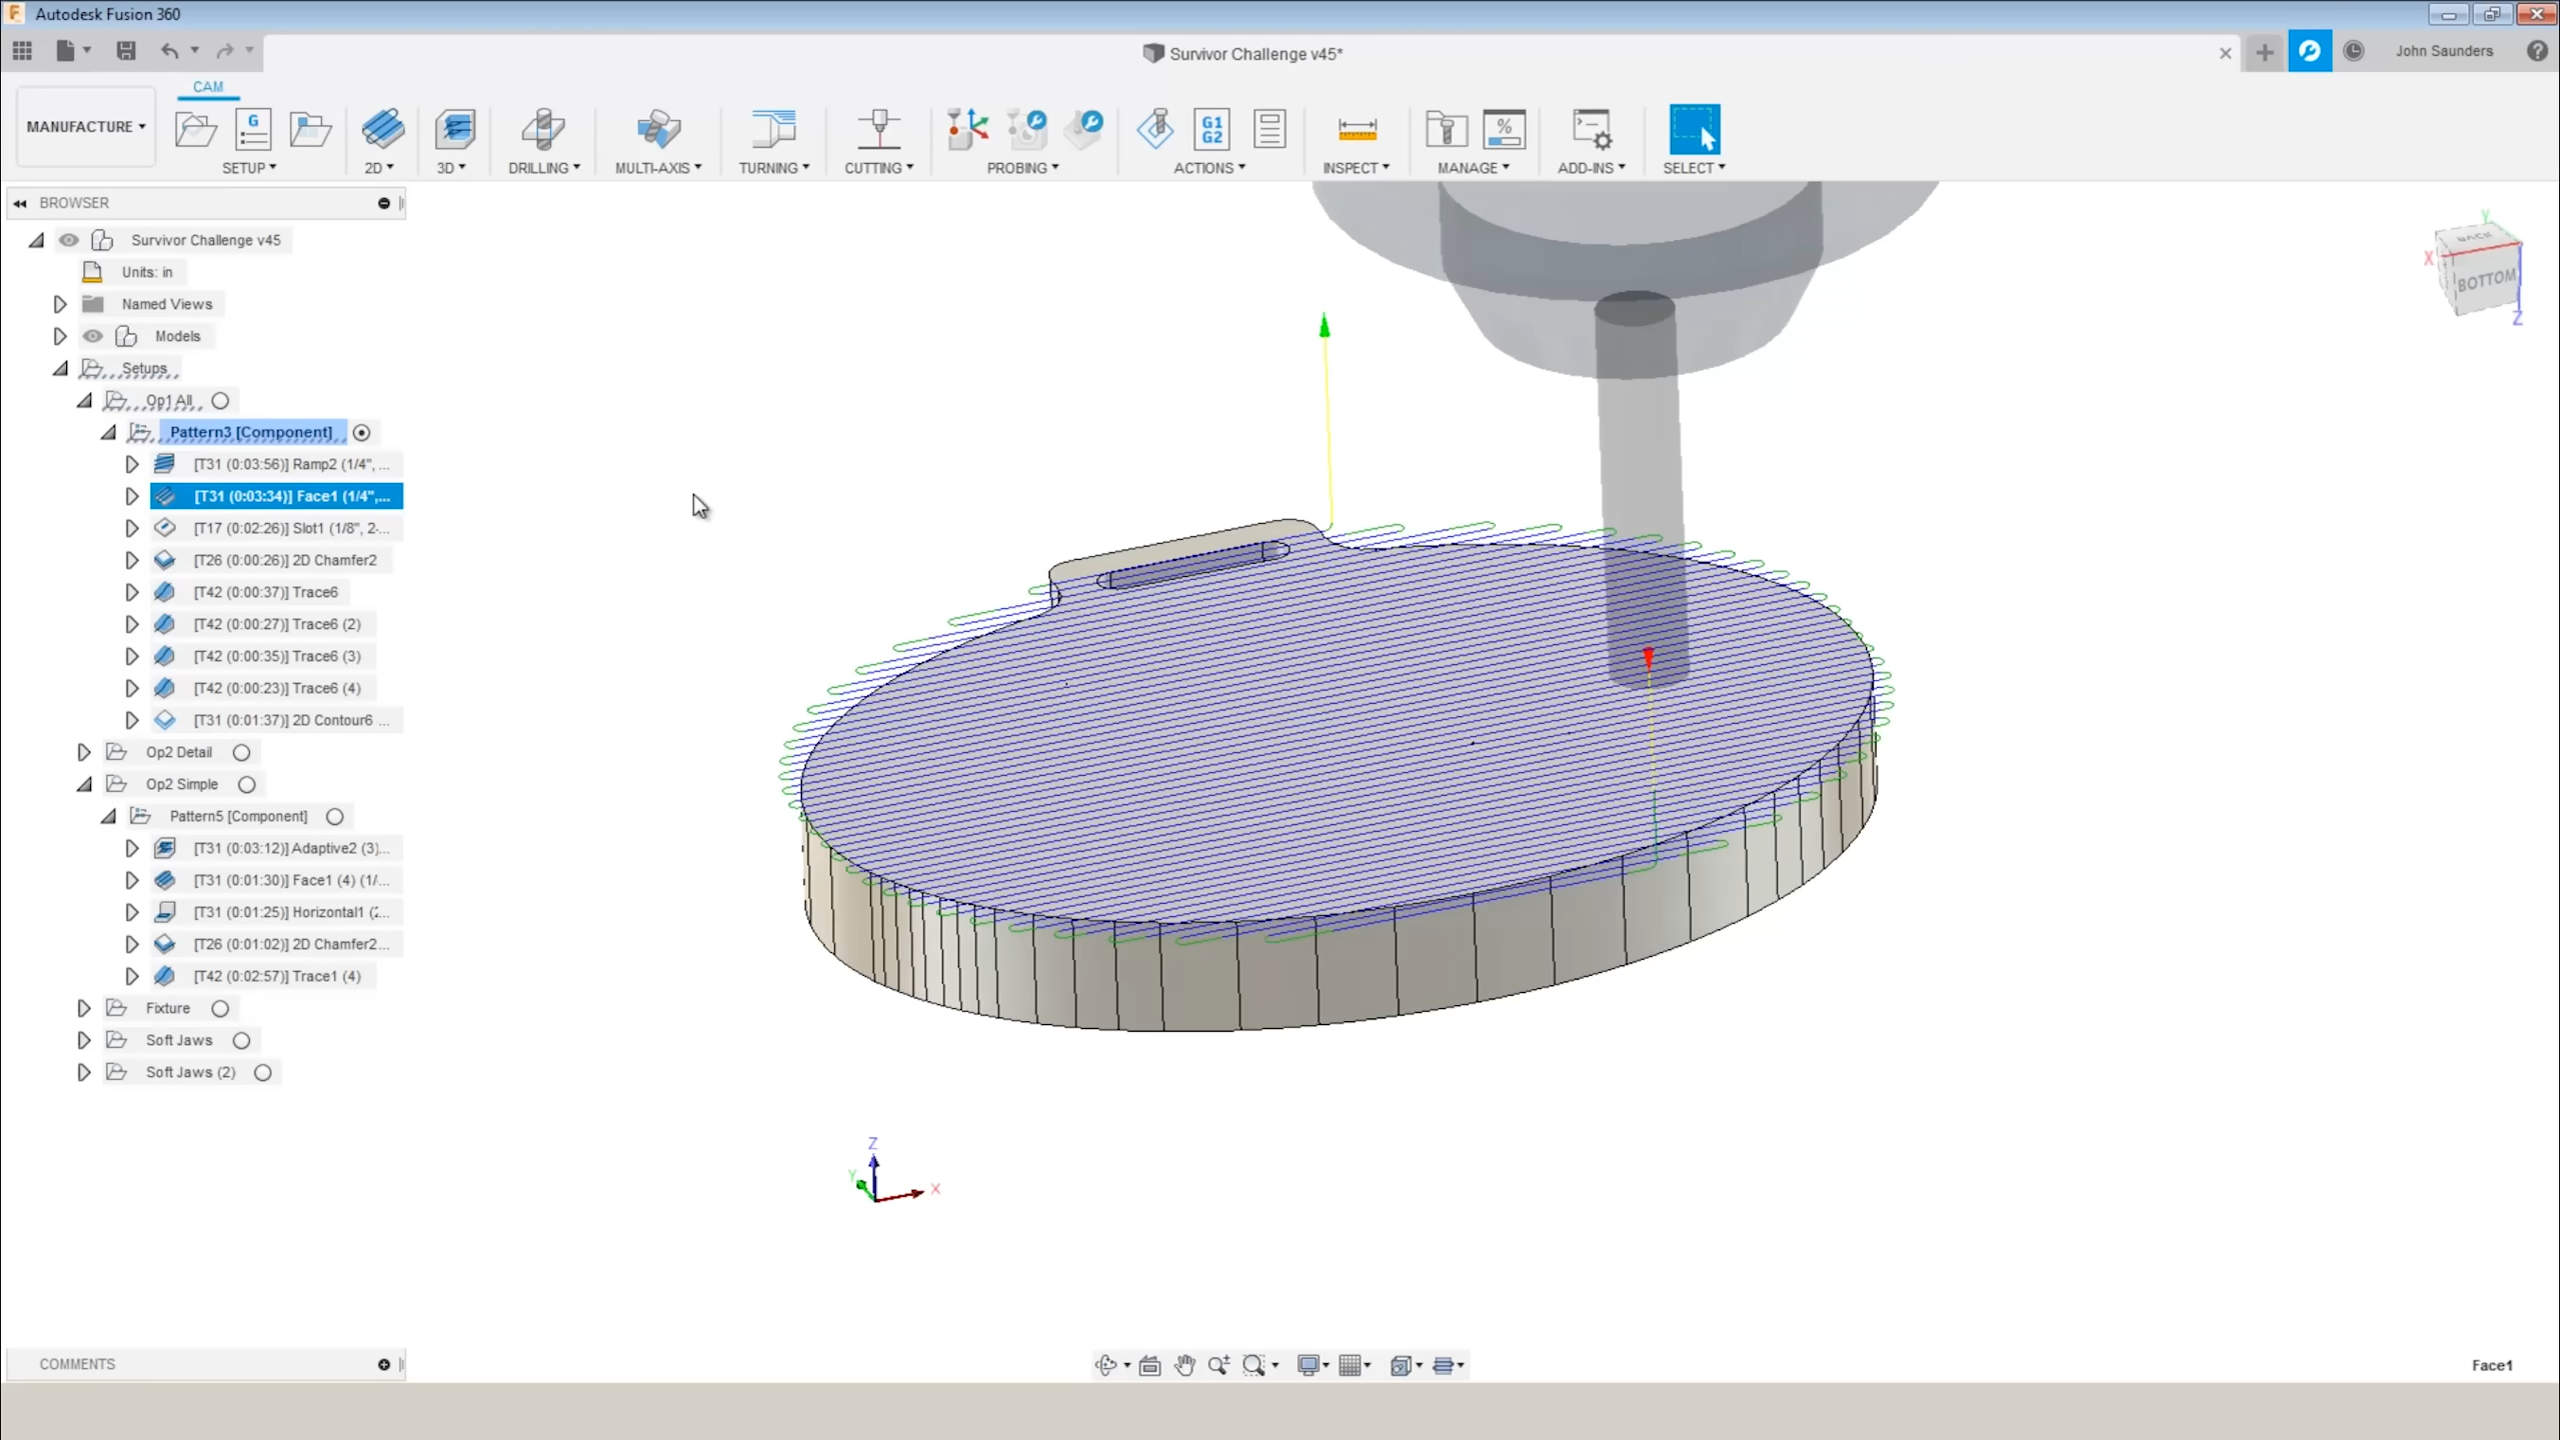 Autodesk Fusion 360
Survivor Challenge v45*
John Saunders
CAM
MANUFACTURE
SETUP
2D
3D
DRILLING
MULTI-AXIS
TURNING
CUTTING
PROBING
G1
G2
ACTIONS
INSPECT
MANAGE
ADD-INS
SELECT
BROWSER
Survivor Challenge v45
Units: in
Named Views
Models
Setups
Op1 All
Pattern3 [Component]
[T31 (0:03:56)] Ramp2 (1/4", ...
[T31 (0:03:34)] Face1 (1/4",...
[T17 (0:02:26)] Slot1 (1/8", 2-...
[T26 (0:00:26)] 2D Chamfer2
[T42 (0:00:37)] Trace6
[T42 (0:00:27)] Trace6 (2)
[T42 (0:00:35)] Trace6 (3)
[T42 (0:00:23)] Trace6 (4)
[T31 (0:01:37)] 2D Contour6 ...
Op2 Detail
Op2 Simple
Pattern5 [Component]
[T31 (0:03:12)] Adaptive2 (3)...
[T31 (0:01:30)] Face1 (4) (1/...
[T31 (0:01:25)] Horizontal1 (2...
[T26 (0:01:02)] 2D Chamfer2...
[T42 (0:02:57)] Trace1 (4)
Fixture
Soft Jaws
Soft Jaws (2)
Y
BACK
X
BOTTOM
Z
Z
Y
X
COMMENTS
Face1